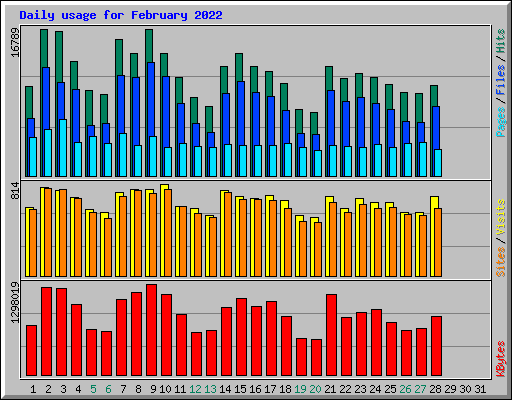 Daily usage for February 2022
16789
Pages / Files / Hits
814
Sites / Visits
1298019
KBytes
1 2 3 4 5 6 7 8 9 10 11 12 13 14 15 16 17 18 19 20 21 22 23 24 25 26 27 28 29 30 31